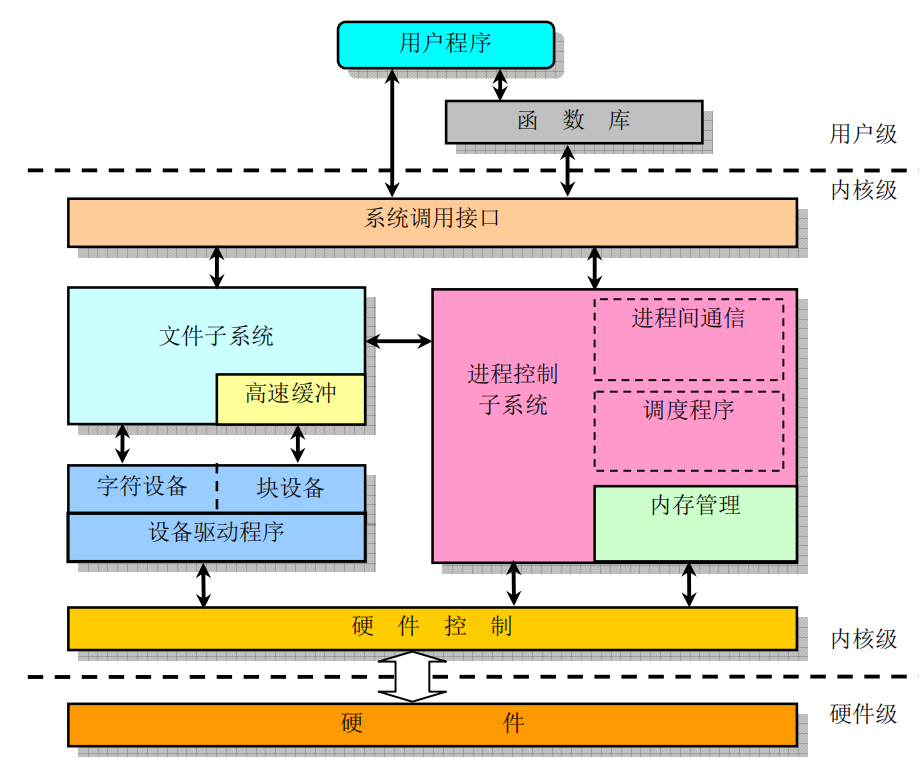 用户程序
函 数 库
用户级
内核级
系统调用接口
文件子系统
高速缓冲
进程控制
子系统
进程间通信
调度程序
内存管理
字符设备
块设备
设备驱动程序
硬 件 控 制
内核级
硬件级
硬 件